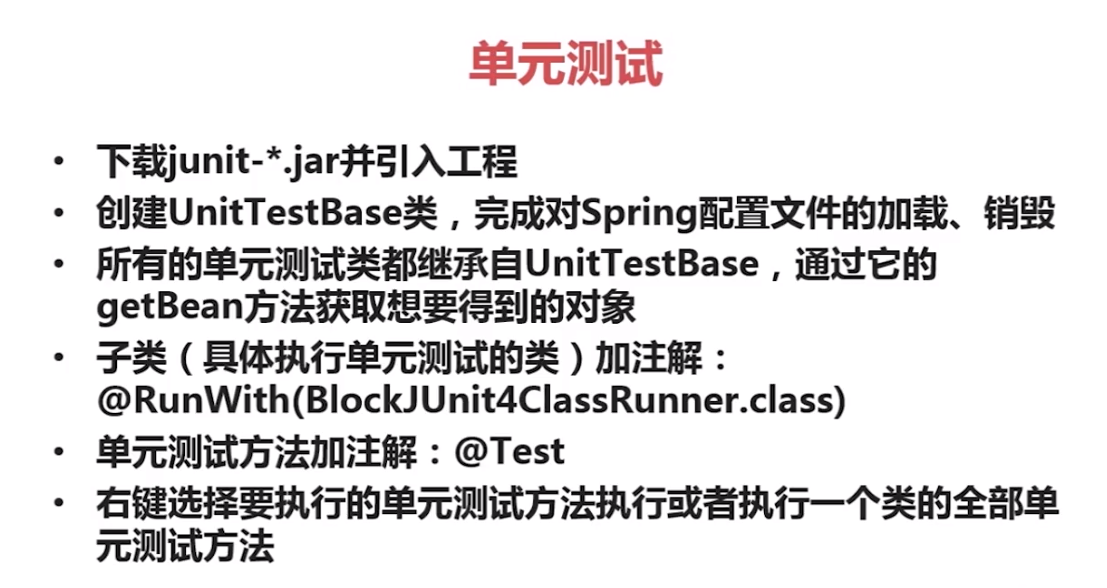 单元测试
• 下载junit-*.jar并引入工程
• 创建UnitTestBase类，完成对Spring配置文件的加载、销毁
• 所有的单元测试类都继承自UnitTestBase，通过它的
getBean方法获取想要得到的对象
• 子类（具体执行单元测试的类）加注解：
@RunWith(BlockJUnit4ClassRunner.class)
• 单元测试方法加注解：@Test
• 右键选择要执行的单元测试方法执行或者执行一个类的全部单
元测试方法